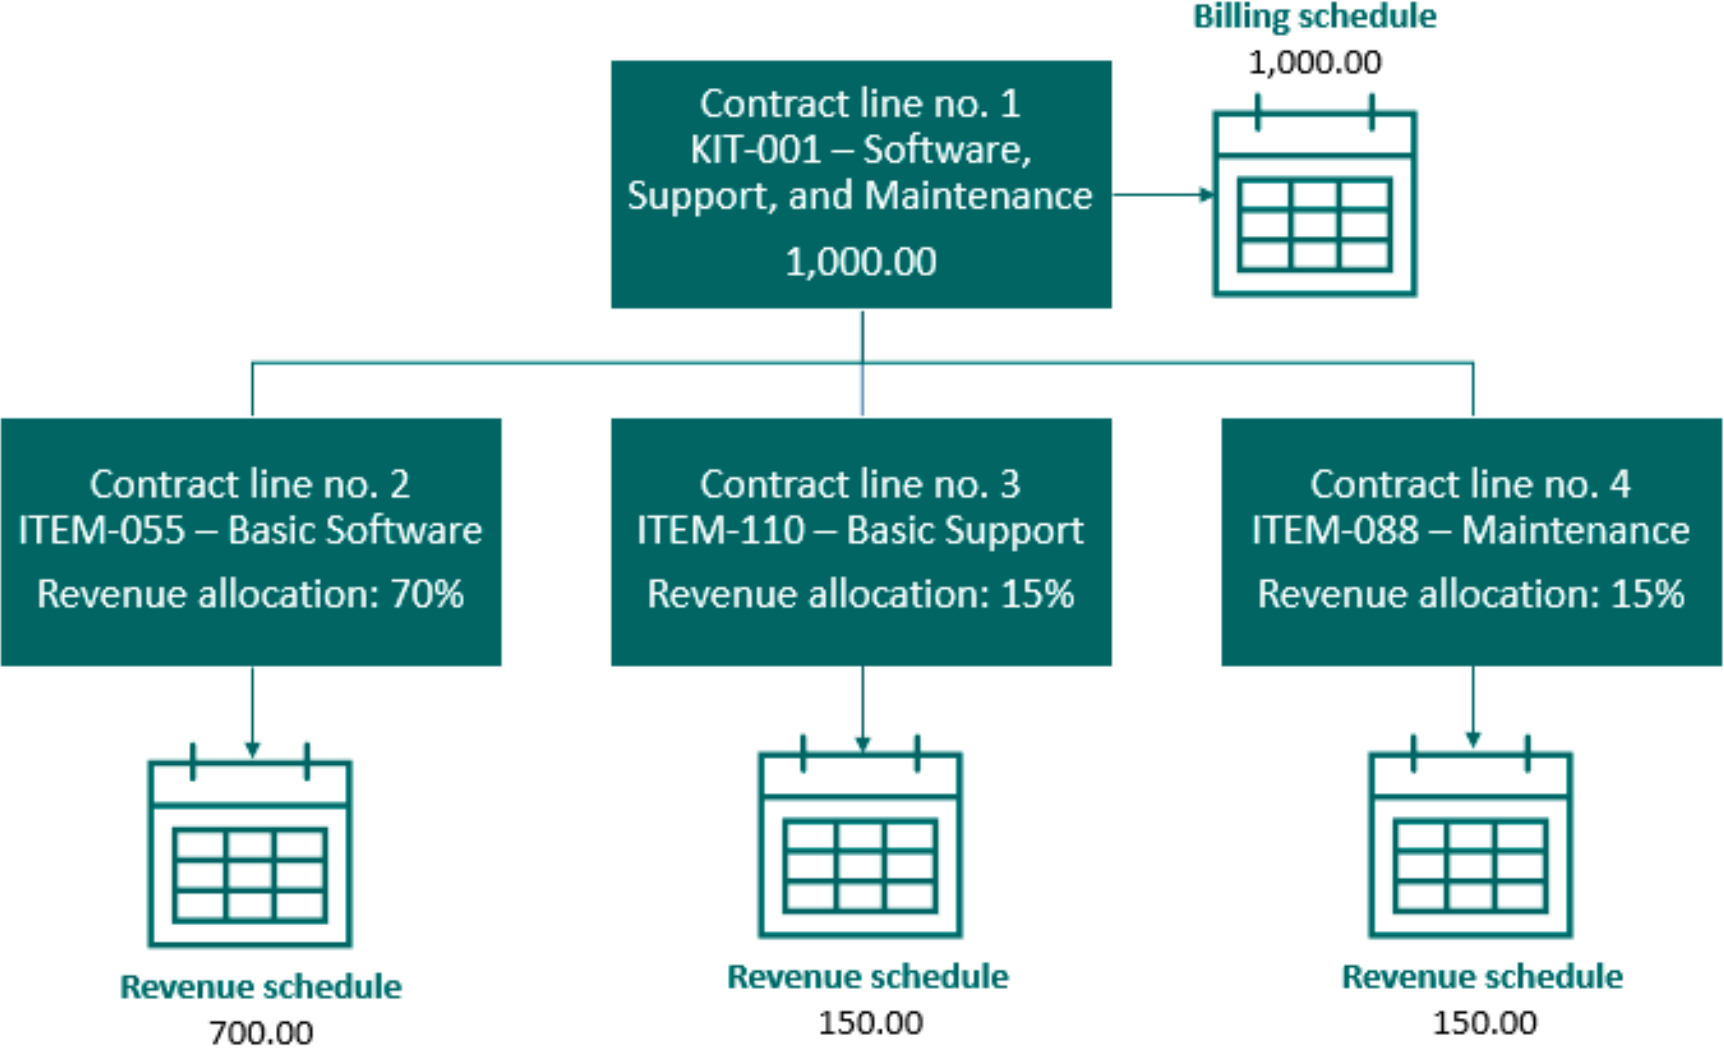 Billing schedule
1,000.00
Contract line no. 1
KIT-001 – Software,
Support, and Maintenance
1,000.00
Contract line no. 2
ITEM-055 – Basic Software
Revenue allocation: 70%
Contract line no. 3
ITEM-110 – Basic Support
Revenue allocation: 15%
Contract line no. 4
ITEM-088 – Maintenance
Revenue allocation: 15%
Revenue schedule
700.00
Revenue schedule
150.00
Revenue schedule
150.00